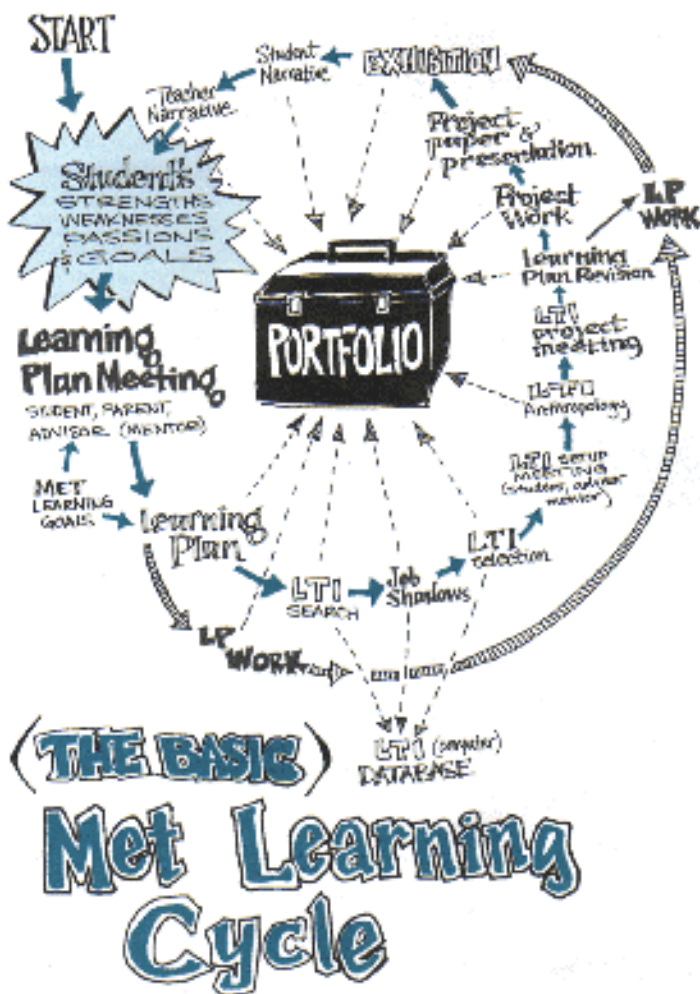 START
Student's
STRENGTHS
WEAKNESSES
PASSIONS
& GOALS
Learning
Plan Meeting
STUDENT, PARENT,
ADVISOR (MENTOR)
MET
LEARNING
GOALS
Learning
Plan
LP
WORK
LTI
SEARCH
Job
Shadows
LTI
selection
LTI SETUP
MEETING
(student, advisor
mentor)
Anthropology
LTI
project
meeting
Learning
Plan Revision
LP
WORK
Project
Work
Project
paper &
presentation
EXHIBITION
Student
Narrative
Teacher
Narrative
PORTFOLIO
LTI (computer)
DATABASE
(THE BASIC)
Met Learning
Cycle